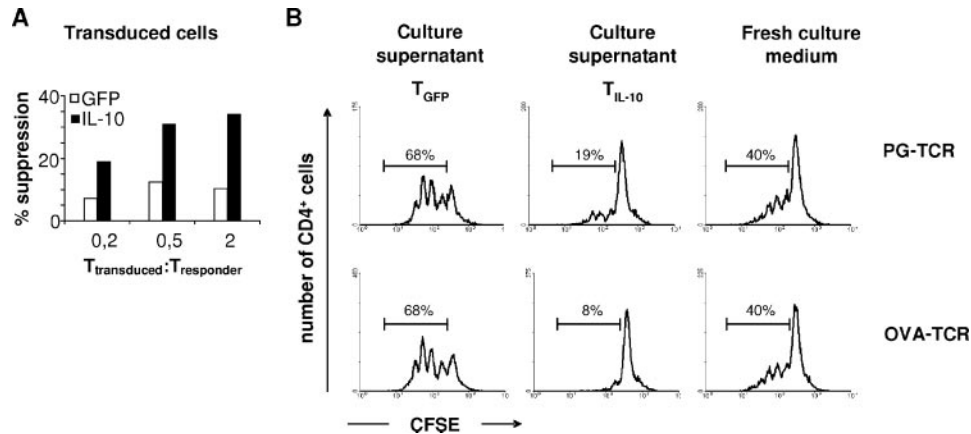 A
Transduced cells
40
20
0
% suppression
GFP
IL-10
0,2
0,5
2
Ttransduced:Tresponder
B
Culture supernatant
TGFP
Culture supernatant
TIL-10
Fresh culture medium
number of CD4+ cells
68%
19%
40%
PG-TCR
68%
8%
40%
OVA-TCR
CFSE